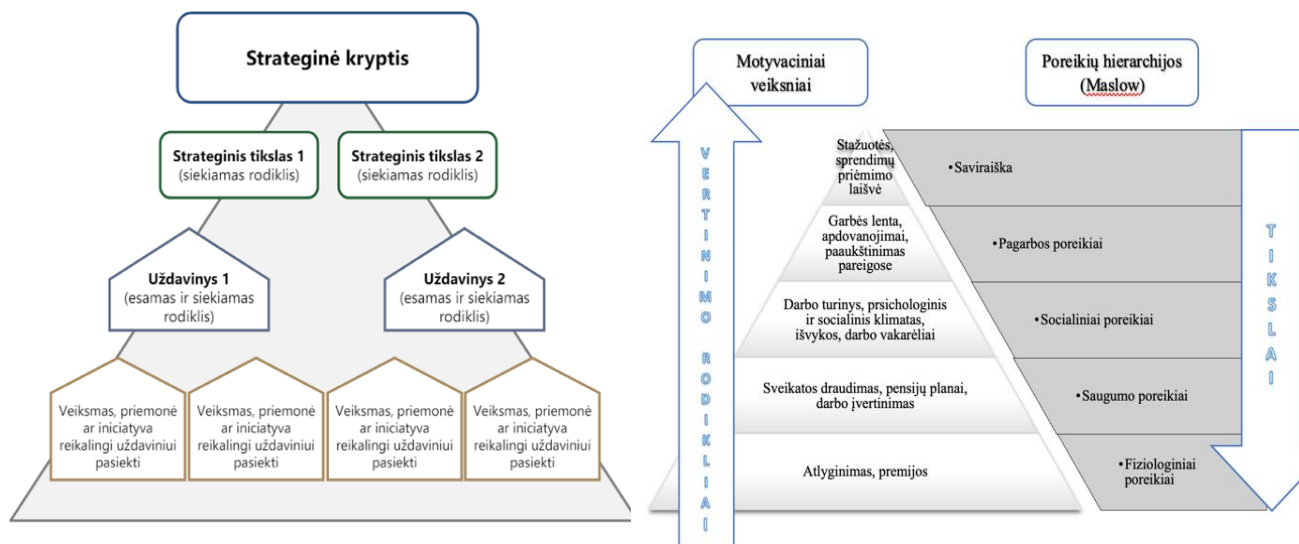 Strateginė kryptis
Strateginis tikslas 1
(siekiamas rodiklis)
Strateginis tikslas 2
(siekiamas rodiklis)
Uždavinys 1
(esamas ir siekiamas
rodiklis)
Uždavinys 2
(esamas ir siekiamas
rodiklis)
Veiksmas, priemonė
ar iniciatyva
reikalingi uždaviniui
pasiekti
Veiksmas, priemonė
ar iniciatyva
reikalingi uždaviniui
pasiekti
Veiksmas, priemonė
ar iniciatyva
reikalingi uždaviniui
pasiekti
Veiksmas, priemonė
ar iniciatyva
reikalingi uždaviniui
pasiekti
Motyvaciniai
veiksniai
Poreikių hierarchijos
(Maslow)
VERTINIMO RODIKLIAI
Stažuotės,
sprendimų
priėmimo
laišvė
Garbės lenta,
apdovanojimai,
paaukštinimas
pareigose
Darbo turinys, prsichologinis
ir socialinis klimatas,
išvykos, darbo vakarėliai
Sveikatos draudimas, pensijų planai,
darbo įvertinimas
Atlyginimas, premijos
•Saviraiška
•Pagarbos poreikiai
•Socialiniai poreikiai
•Saugumo poreikiai
•Fiziologiniai
poreikiai
TIKSLAI